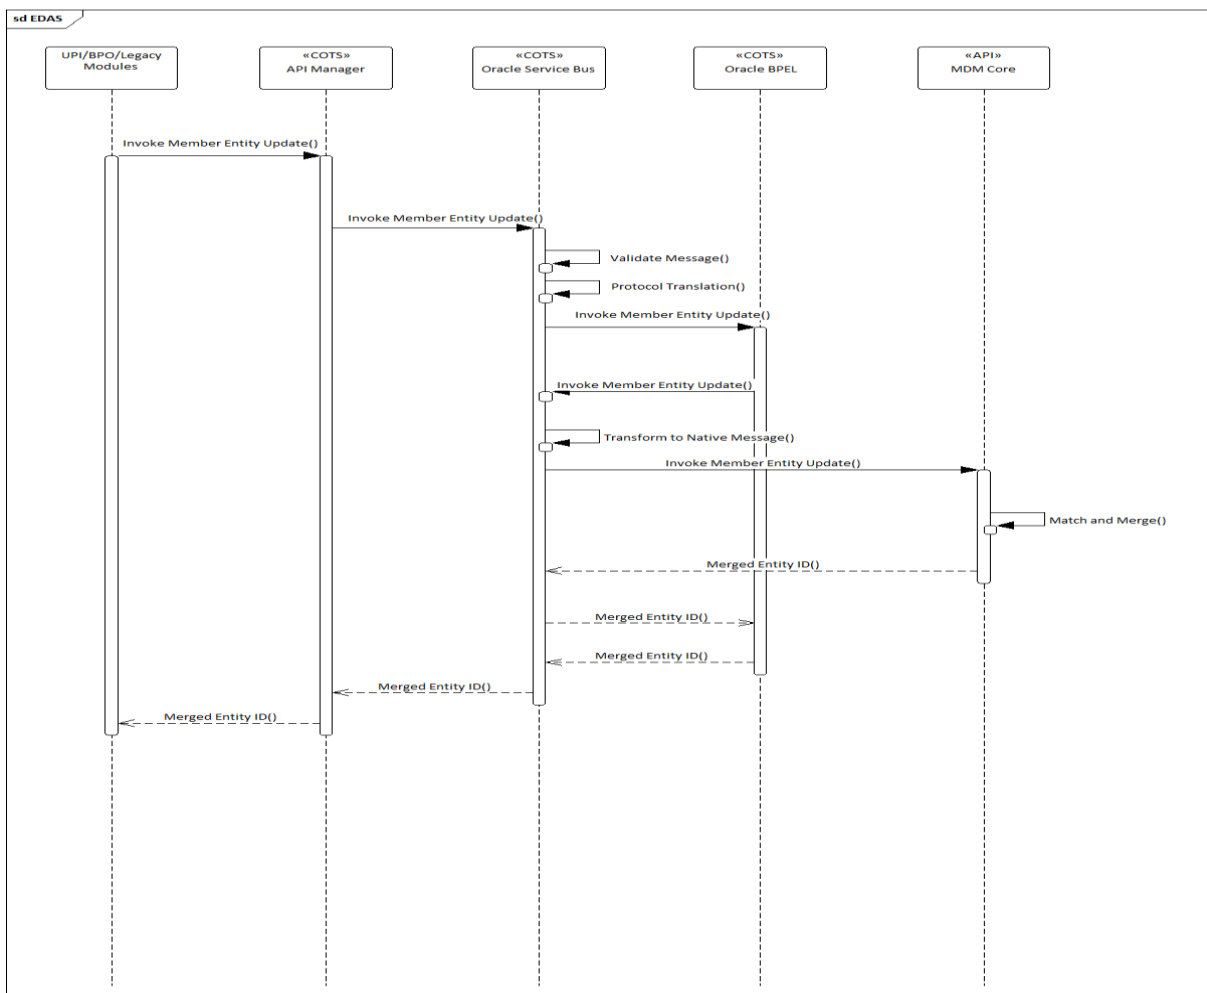 sd EDAS
UPI/BPO/Legacy
Modules
«COTS»
API Manager
«COTS»
Oracle Service Bus
«COTS»
Oracle BPEL
«API»
MDM Core
Invoke Member Entity Update()
Invoke Member Entity Update()
Validate Message()
Protocol Translation()
Invoke Member Entity Update()
Invoke Member Entity Update()
Transform to Native Message()
Invoke Member Entity Update()
Match and Merge()
Merged Entity ID()
Merged Entity ID()
Merged Entity ID()
Merged Entity ID()
Merged Entity ID()